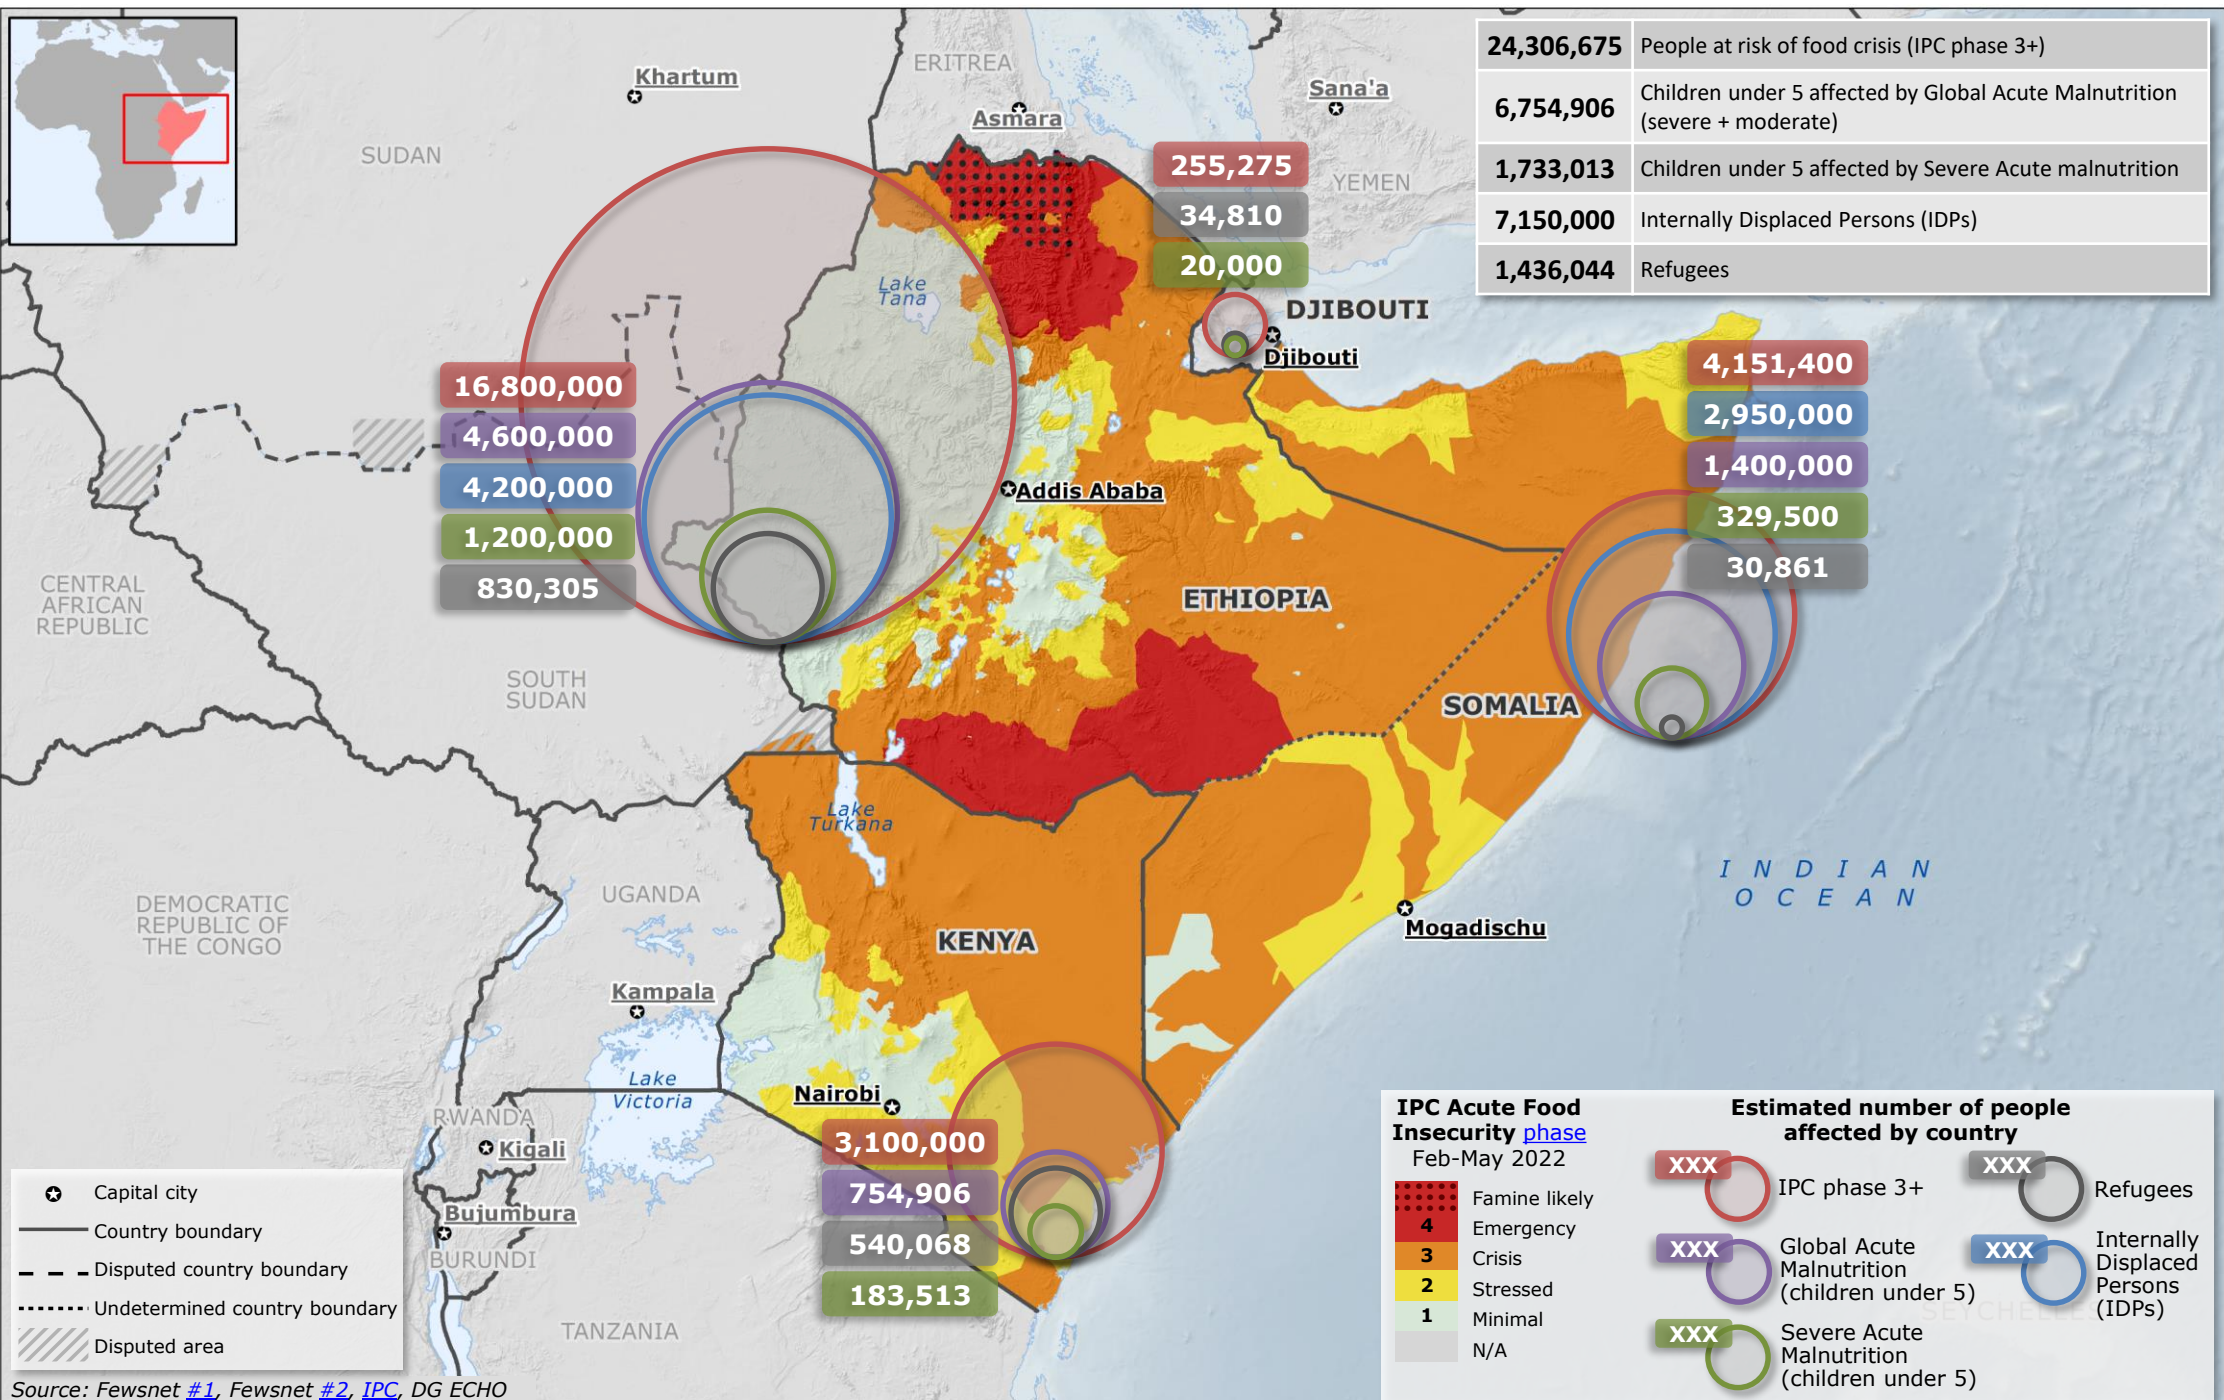 24,306,675 People at risk of food crisis (IPC phase 3+)
6,754,906 Children under 5 affected by Global Acute Malnutrition
(severe + moderate)
1,733,013 Children under 5 affected by Severe Acute malnutrition
7,150,000 Internally Displaced Persons (IDPs)
1,436,044 Refugees
Khartum
ERITREA
Asmara
Sana'a
SUDAN
YEMEN
255,275
34,810
20,000
Lake
Tana
DJIBOUTI
Djibouti
16,800,000
4,600,000
4,200,000
1,200,000
830,305
4,151,400
2,950,000
1,400,000
329,500
30,861
Addis Ababa
ETHIOPIA
CENTRAL
AFRICAN
REPUBLIC
SOUTH
SUDAN
SOMALIA
Lake
Turkana
INDIAN
OCEAN
UGANDA
DEMOCRATIC
REPUBLIC OF
THE CONGO
KENYA
Mogadischu
Kampala
Lake
Victoria
Nairobi
RWANDA
Kigali
3,100,000
754,906
540,068
183,513
Bujumbura
BURUNDI
TANZANIA
SEYCHELLES
Capital city
Country boundary
Disputed country boundary
Undetermined country boundary
Disputed area
Source: Fewsnet #1, Fewsnet #2, IPC, DG ECHO
IPC Acute Food
Insecurity phase
Feb-May 2022
Famine likely
4 Emergency
3 Crisis
2 Stressed
1 Minimal
N/A
Estimated number of people
affected by country
XXX IPC phase 3+
XXX Refugees
XXX Global Acute
Malnutrition
(children under 5)
XXX Internally
Displaced
Persons
(IDPs)
XXX Severe Acute
Malnutrition
(children under 5)